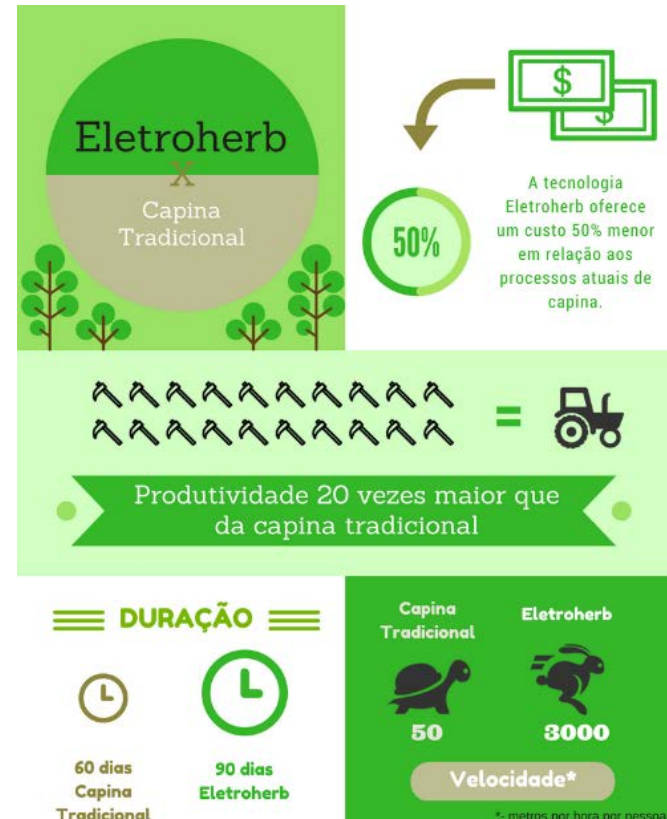 Eletroherb
X
Capina
Tradicional
$
$
50%
A tecnologia
Eletroherb oferece
um custo 50% menor
em relação aos
processos atuais de
capina.
=
Produtividade 20 vezes maior que
da capina tradicional
DURAÇÃO
60 dias
Capina
Tradicional
90 dias
Eletroherb
Capina
Tradicional
50
Eletroherb
3000
Velocidade*
*- metros por hora por pessoa